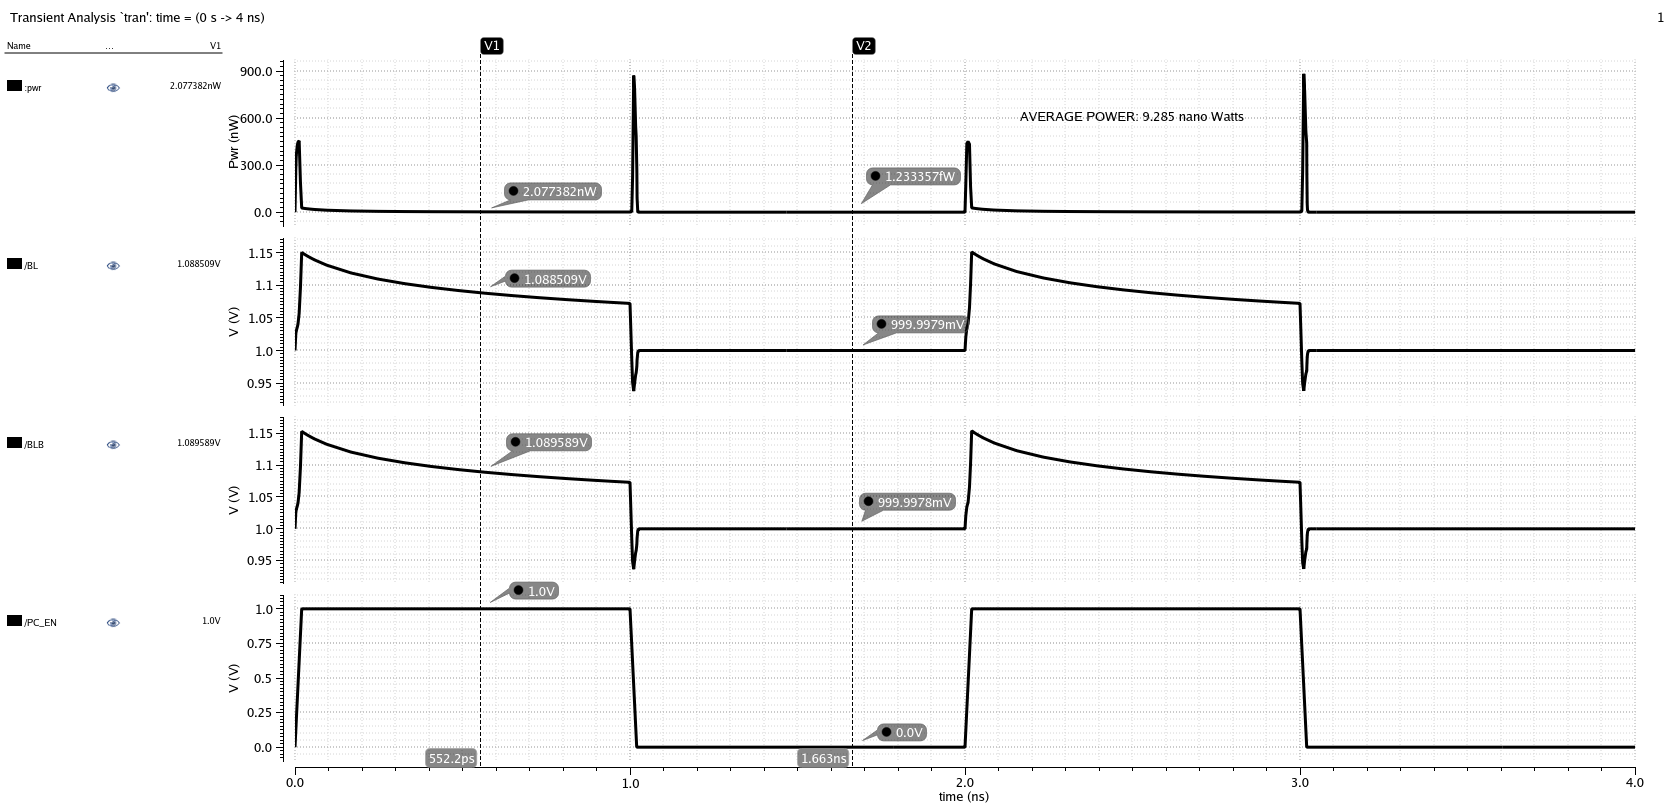 Transient Analysis `tran': time = (0 s -> 4 ns)
1
Name ... V1
V1
V2
:pwr 2.077382nW
Pwr (nW)
900.0
600.0
300.0
0.0
AVERAGE POWER: 9.285 nano Watts
2.077382nW
1.233357fW
/BL 1.088509V
V (V)
1.15
1.1
1.05
1.0
0.95
1.088509V
999.9979mV
/BLB 1.089589V
V (V)
1.15
1.1
1.05
1.0
0.95
1.089589V
999.9978mV
/PC_EN 1.0V
V (V)
1.0
0.75
0.5
0.25
0.0
1.0V
0.0V
552.2ps
1.663ns
0.0 1.0 2.0 3.0 4.0
time (ns)